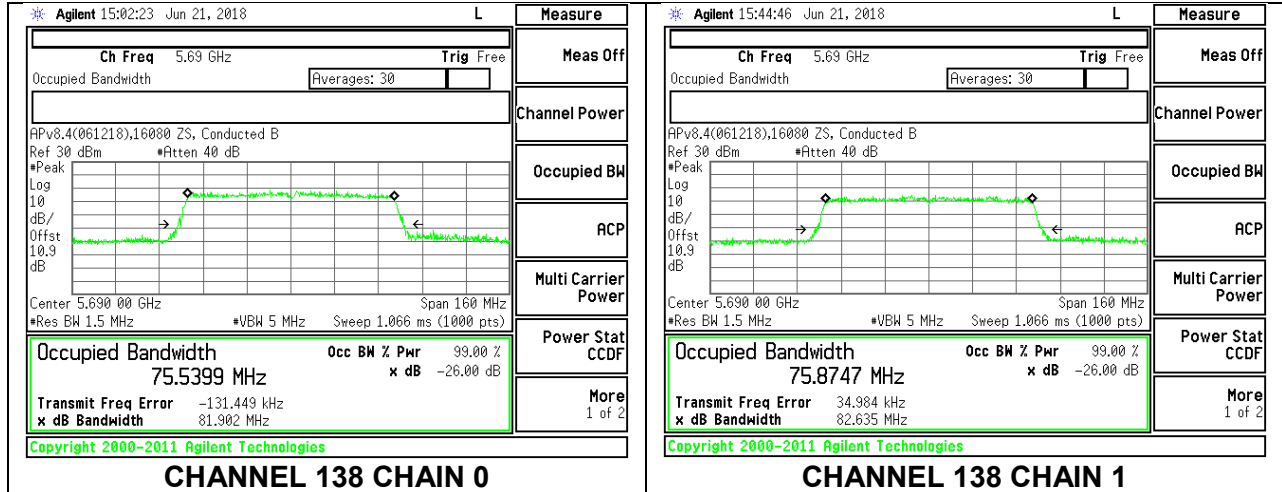 Agilent 15:02:23 Jun 21, 2018 L
Measure
Ch Freq 5.69 GHz Trig Free
Occupied Bandwidth Averages: 30
APv8.4(061218),16080 ZS, Conducted B
Ref 30 dBm #Atten 40 dB
#Peak
Log
10
dB/
Offst
10.9
dB
Center 5.690 00 GHz Span 160 MHz
#Res BW 1.5 MHz #VBW 5 MHz Sweep 1.066 ms (1000 pts)
Occupied Bandwidth Occ BW % Pwr 99.00 %
75.5399 MHz x dB -26.00 dB
Transmit Freq Error -131.449 kHz
x dB Bandwidth 81.902 MHz
Copyright 2000-2011 Agilent Technologies
Meas Off
Channel Power
Occupied BW
ACP
Multi Carrier
Power
Power Stat
CCDF
More
1 of 2
CHANNEL 138 CHAIN 0
Agilent 15:44:46 Jun 21, 2018 L
Measure
Ch Freq 5.69 GHz Trig Free
Occupied Bandwidth Averages: 30
APv8.4(061218),16080 ZS, Conducted B
Ref 30 dBm #Atten 40 dB
#Peak
Log
10
dB/
Offst
10.9
dB
Center 5.690 00 GHz Span 160 MHz
#Res BW 1.5 MHz #VBW 5 MHz Sweep 1.066 ms (1000 pts)
Occupied Bandwidth Occ BW % Pwr 99.00 %
75.8747 MHz x dB -26.00 dB
Transmit Freq Error 34.984 kHz
x dB Bandwidth 82.635 MHz
Copyright 2000-2011 Agilent Technologies
Meas Off
Channel Power
Occupied BW
ACP
Multi Carrier
Power
Power Stat
CCDF
More
1 of 2
CHANNEL 138 CHAIN 1